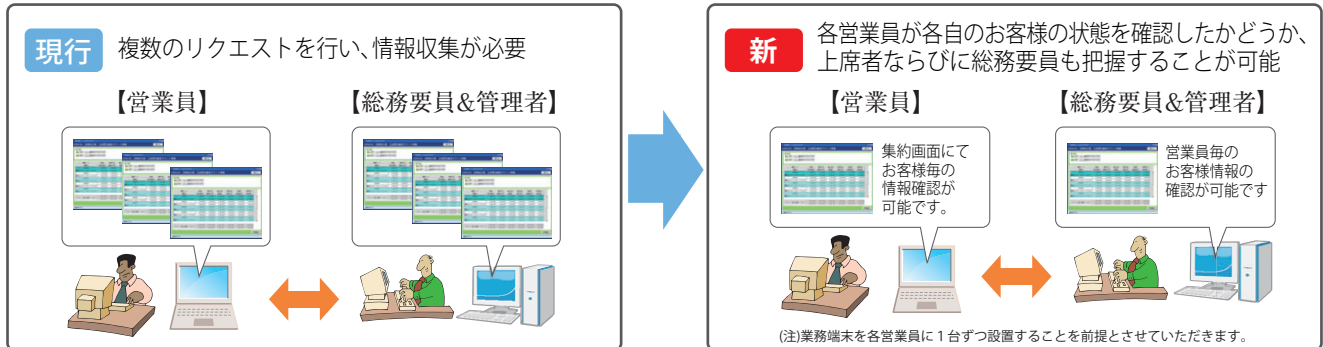 現行
複数のリクエストを行い、情報収集が必要
【営業員】
【総務要員&管理者】
新
各営業員が各自のお客様の状態を確認したかどうか、
上席者ならびに総務要員も把握することが可能
【営業員】
【総務要員&管理者】
集約画面にて
お客様毎の
情報確認が
可能です。
営業員毎の
お客様情報の
確認が可能です
(注)業務端末を各営業員に1台ずつ設置することを前提とさせていただきます。